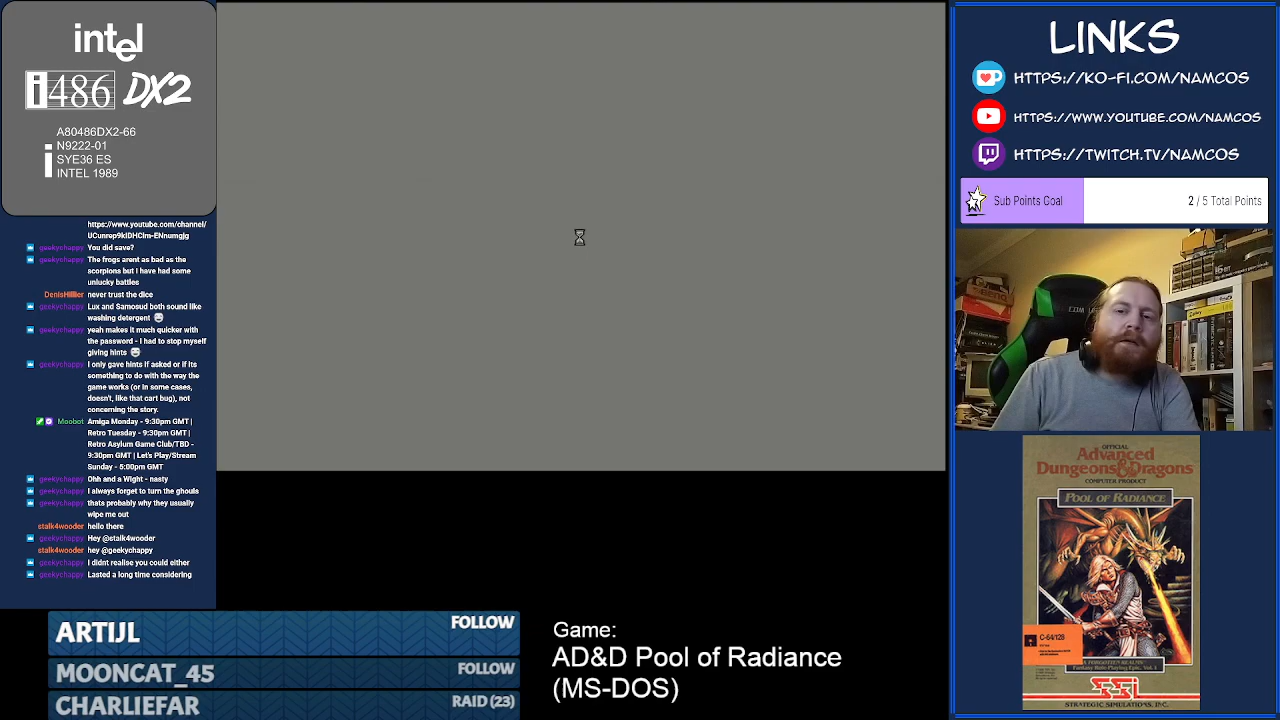 intel
i486 DX2
A80486DX2-66
N9222-01
SYE36 ES
INTEL 1989
https://www.youtube.com/channel/
UCunrep9kIDHCIm-ENnumgjg
geekychappy You did save?
geekychappy The frogs arent as bad as the
scorpions but I have had some
unlucky battles
DenisHillier never trust the dice
geekychappy Lux and Samosud both sound like
washing detergent
geekychappy yeah makes it much quicker with
the password - I had to stop myself
giving hints
geekychappy I only gave hints if asked or if its
something to do with the way the
game works (or in some cases,
doesn't, like that cart bug), not
concerning the story.
Moobot Amiga Monday - 9:30pm GMT |
Retro Tuesday - 9:30pm GMT |
Retro Asylum Game Club/TBD -
9:30pm GMT | Let's Play/Stream
Sunday - 5:00pm GMT
geekychappy Ohh and a Wight - nasty
geekychappy I always forget to turn the ghouls
geekychappy thats probably why they usually
wipe me out
stalk4wooder hello there
geekychappy Hey @stalk4wooder
stalk4wooder hey @geekychappy
geekychappy I didnt realise you could either
geekychappy Lasted a long time considering
ARTIJL FOLLOW
MOONCAT_45 FOLLOW
CHARLIEFAR RAID (23)
Game:
AD&D Pool of Radiance
(MS-DOS)
LINKS
HTTPS://KO-FI.COM/NAMCOS
HTTPS://WWW.YOUTUBE.COM/NAMCOS
HTTPS://TWITCH.TV/NAMCOS
Sub Points Goal 2 / 5 Total Points
OFFICIAL
Advanced
Dungeons & Dragons
COMPUTER PRODUCT
POOL OF RADIANCE
C-64/128
A FORGOTTEN REALMS
Fantasy Role-Playing Epic, Vol. I
SSI
STRATEGIC SIMULATIONS, INC.